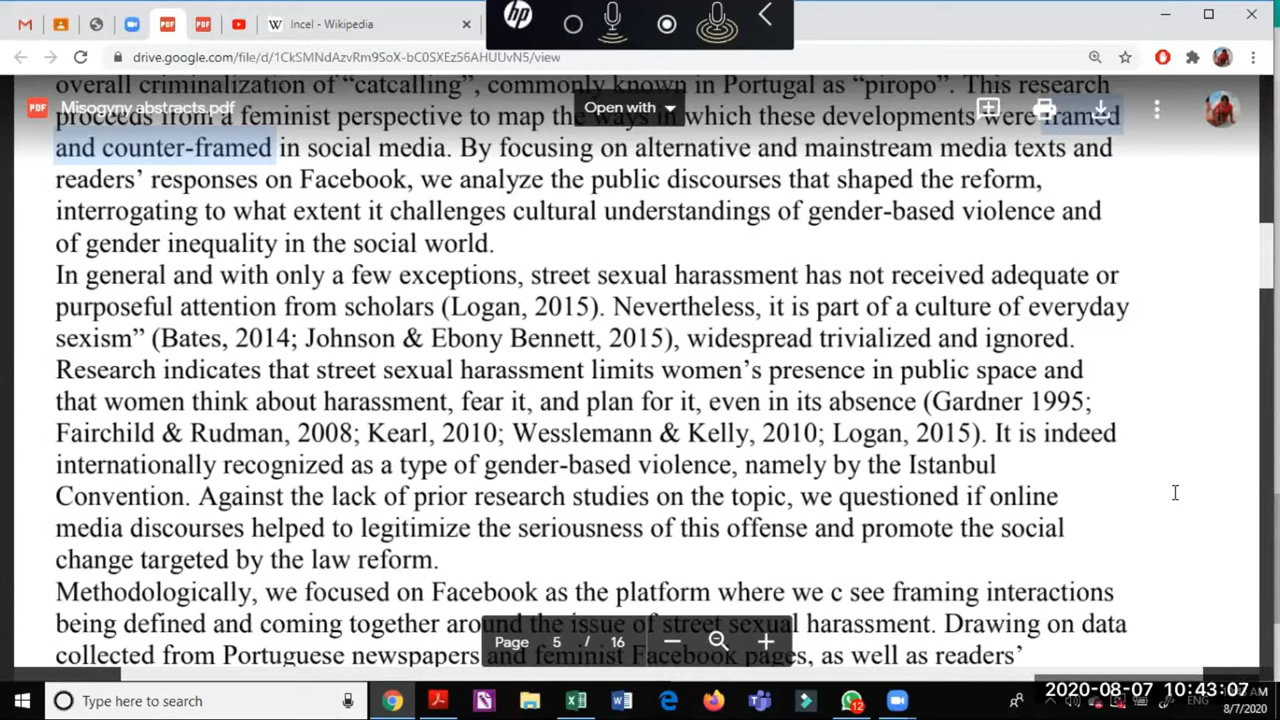 Incel - Wikipedia
drive.google.com/file/d/1CkSMNdAzvRm9SoX-bC0SXEz56AHUUvN5/view
overall criminalization of “catcalling”, commonly known in Portugal as “piropo”. This research
Misogyny abstracts.pdf
Open with
proceeds from a feminist perspective to map the ways in which these developments were framed
and counter-framed in social media. By focusing on alternative and mainstream media texts and
readers’ responses on Facebook, we analyze the public discourses that shaped the reform,
interrogating to what extent it challenges cultural understandings of gender-based violence and
of gender inequality in the social world.
In general and with only a few exceptions, street sexual harassment has not received adequate or
purposeful attention from scholars (Logan, 2015). Nevertheless, it is part of a culture of everyday
sexism” (Bates, 2014; Johnson & Ebony Bennett, 2015), widespread trivialized and ignored.
Research indicates that street sexual harassment limits women’s presence in public space and
that women think about harassment, fear it, and plan for it, even in its absence (Gardner 1995;
Fairchild & Rudman, 2008; Kearl, 2010; Wesslemann & Kelly, 2010; Logan, 2015). It is indeed
internationally recognized as a type of gender-based violence, namely by the Istanbul
Convention. Against the lack of prior research studies on the topic, we questioned if online
media discourses helped to legitimize the seriousness of this offense and promote the social
change targeted by the law reform.
Methodologically, we focused on Facebook as the platform where we c see framing interactions
being defined and coming together around the issue of street sexual harassment. Drawing on data
Page 5 / 16
collected from Portuguese newspapers and feminist Facebook pages, as well as readers’
Type here to search
12
2020-08-07 10:43:07
ENG
8/7/2020